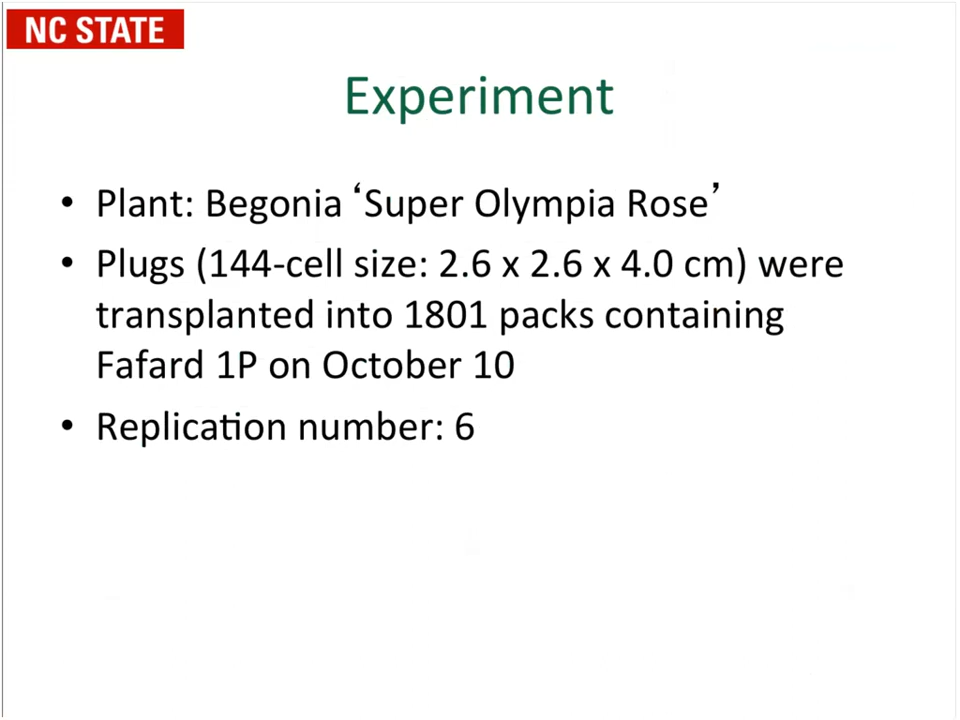 NC STATE
Experiment
• Plant: Begonia ‘Super Olympia Rose’
• Plugs (144-cell size: 2.6 x 2.6 x 4.0 cm) were
transplanted into 1801 packs containing
Fafard 1P on October 10
• Replication number: 6